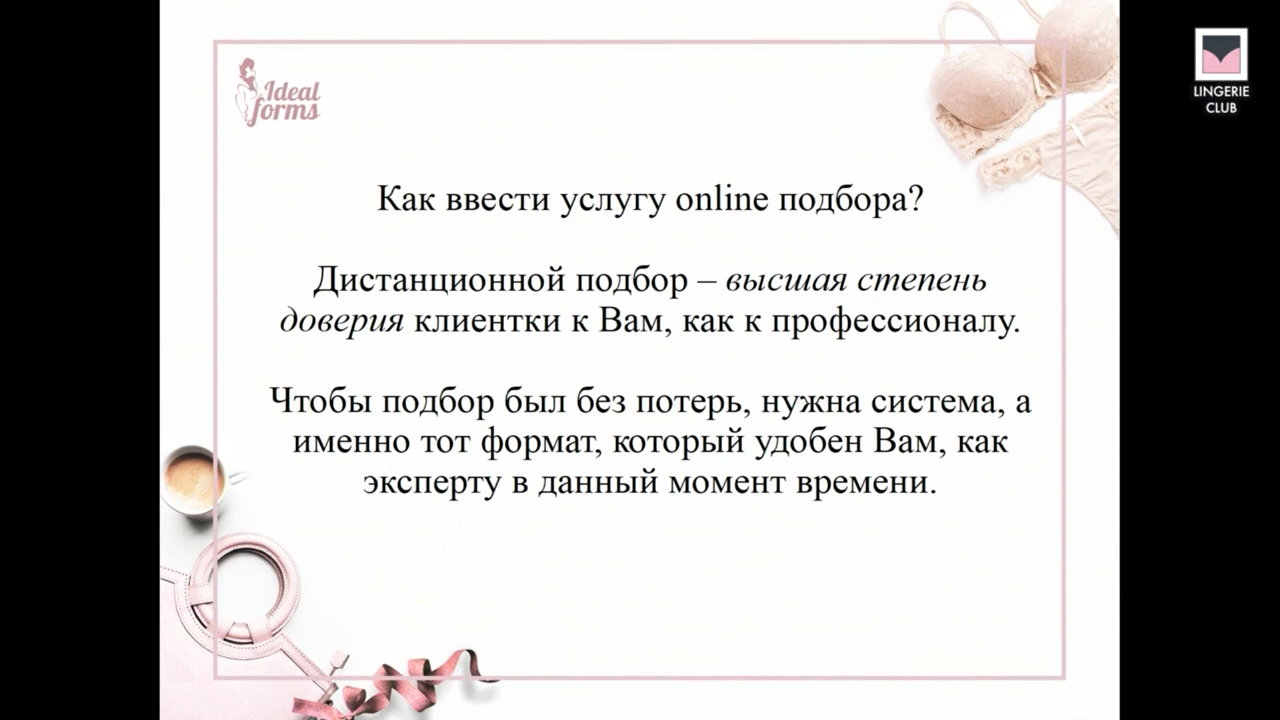 Ideal
forms
LINGERIE
CLUB
Как ввести услугу online подбора?
Дистанционной подбор – высшая степень
доверия клиентки к Вам, как к профессионалу.
Чтобы подбор был без потерь, нужна система, а
именно тот формат, который удобен Вам, как
эксперту в данный момент времени.